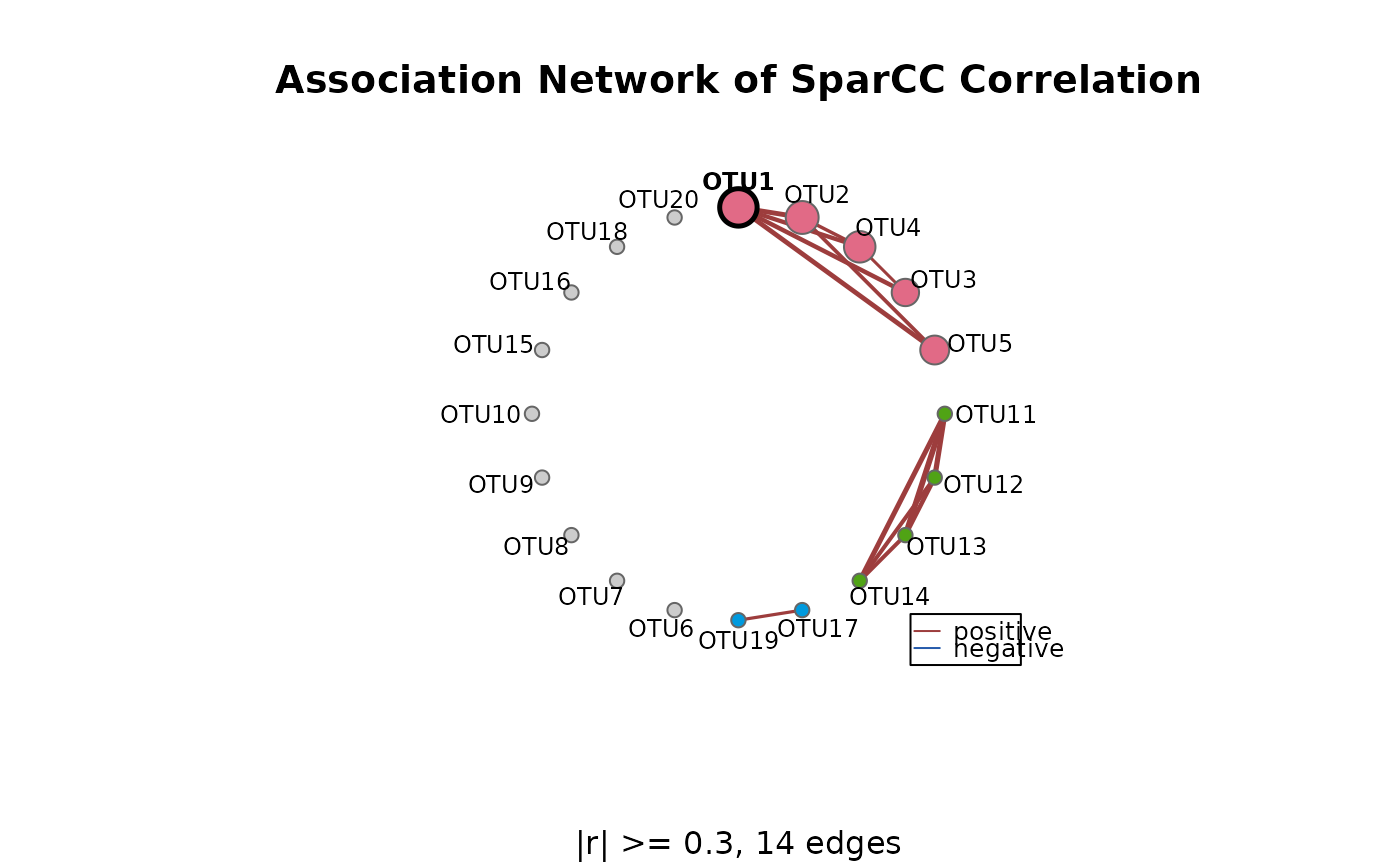 Association Network of SparCC Correlation
OTU1
OTU2
OTU20
OTU4
OTU18
OTU3
OTU16
OTU5
OTU15
OTU10
OTU11
OTU9
OTU12
OTU8
OTU13
OTU7
OTU14
OTU6
OTU19
OTU17
positive
negative
|r| >= 0.3, 14 edges